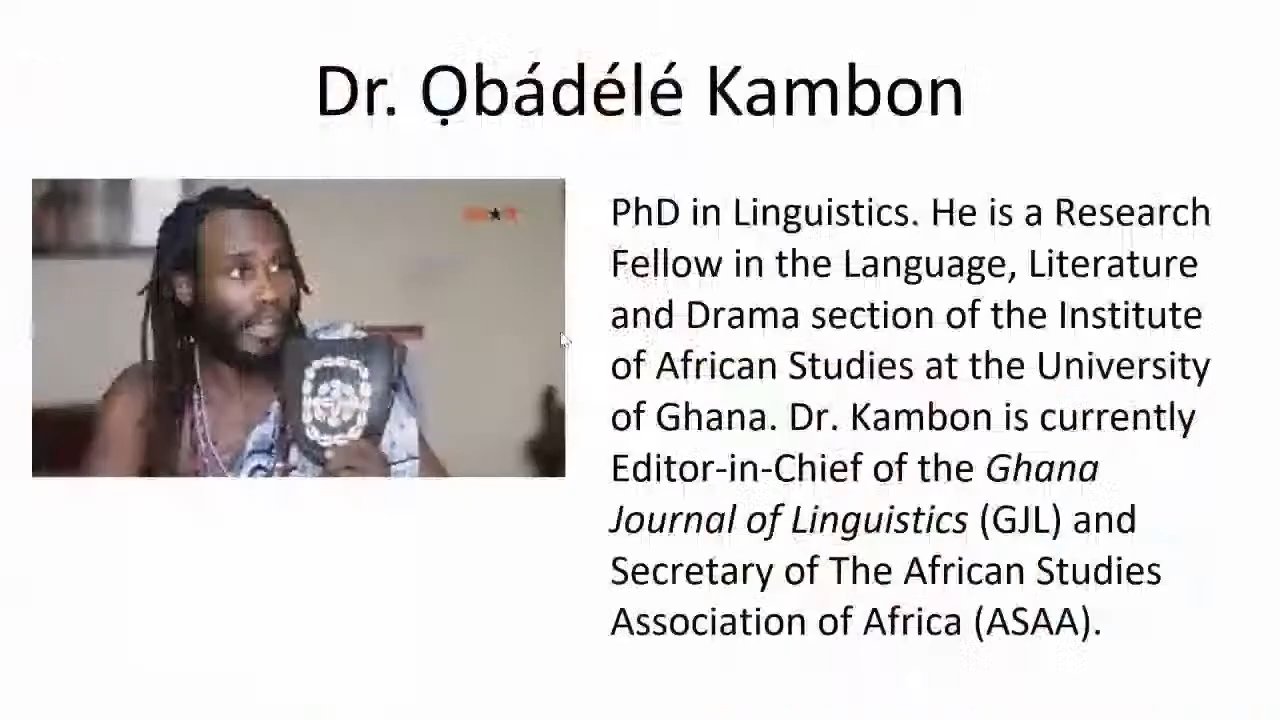 Dr. Ọbádélé Kambon
PhD in Linguistics. He is a Research
Fellow in the Language, Literature
and Drama section of the Institute
of African Studies at the University
of Ghana. Dr. Kambon is currently
Editor-in-Chief of the Ghana
Journal of Linguistics (GJL) and
Secretary of The African Studies
Association of Africa (ASAA).